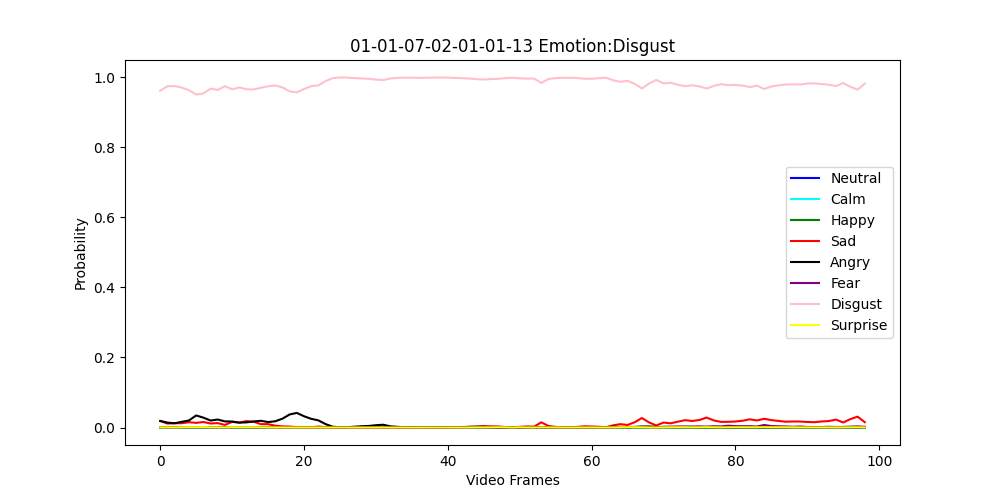 01-01-07-02-01-01-13 Emotion:Disgust
1.0
0.8
0.6
0.4
0.2
0.0
Probability
Neutral
Calm
Happy
Sad
Angry
Fear
Disgust
Surprise
0 20 40 60 80 100
Video Frames